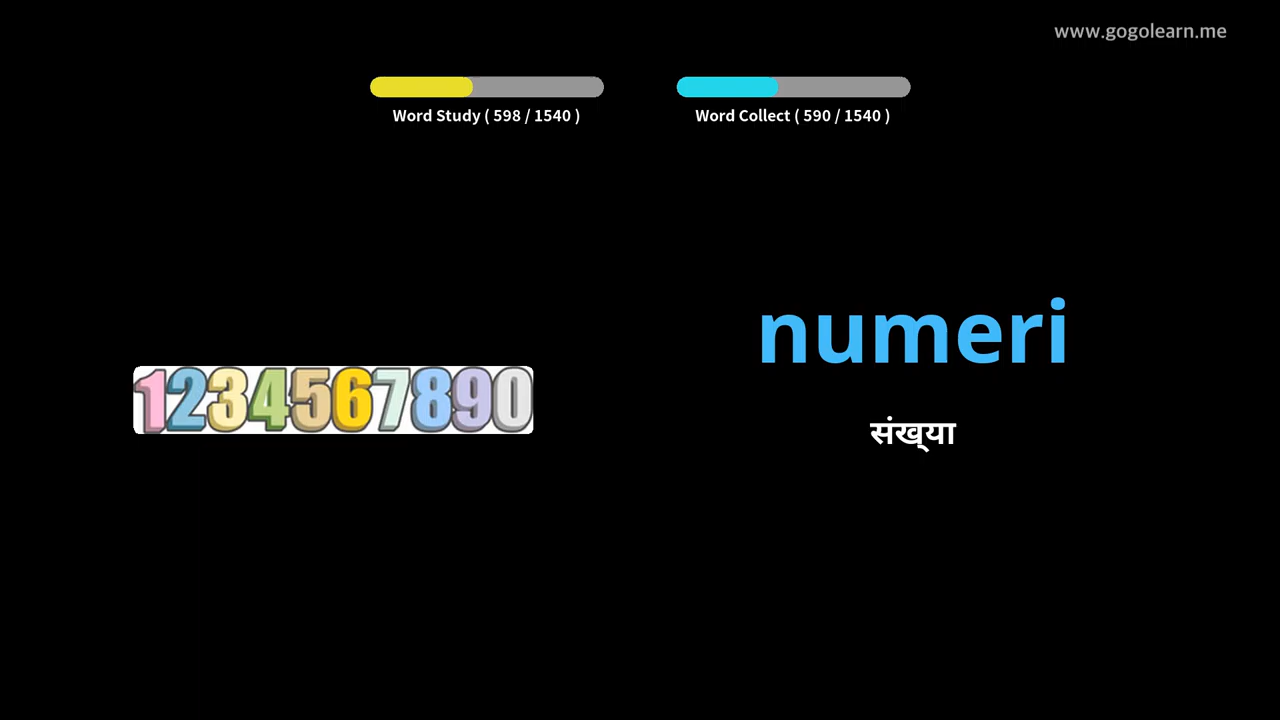 www.gogolearn.me
Word Study ( 598 / 1540 )
Word Collect ( 590 / 1540 )
numeri
1234567890
संख्या